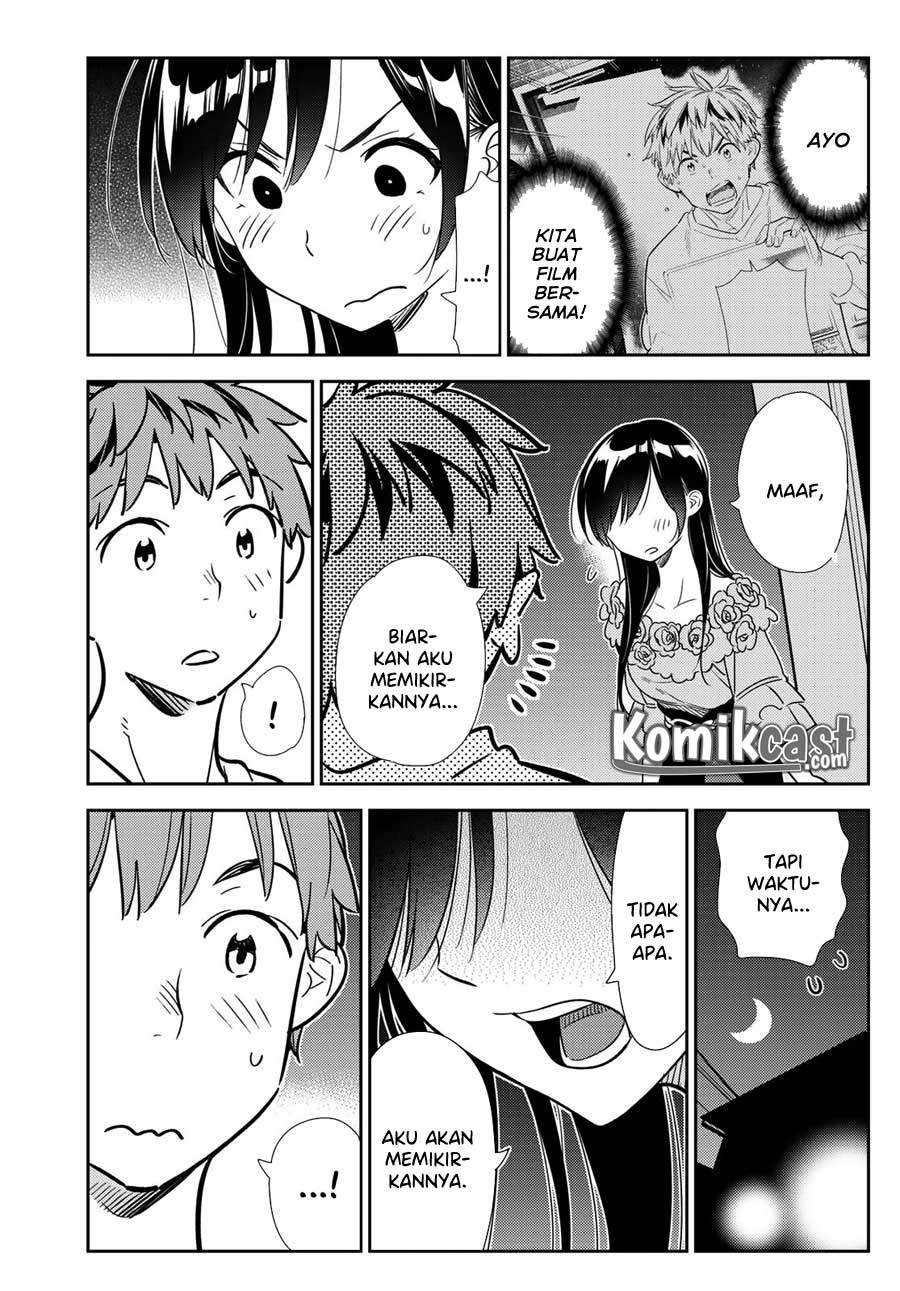 AYO
KITA
BUAT
FILM
BER-
SAMA!
...!
MAAF,
BIAR-
KAN AKU
MEMIKIR-
KANNYA...
Komikcast
.com
!
TAPI
WAKTU-
NYA...
TIDAK
APA-
APA.
AKU AKAN
MEMIKIR-
KANNYA.
...!